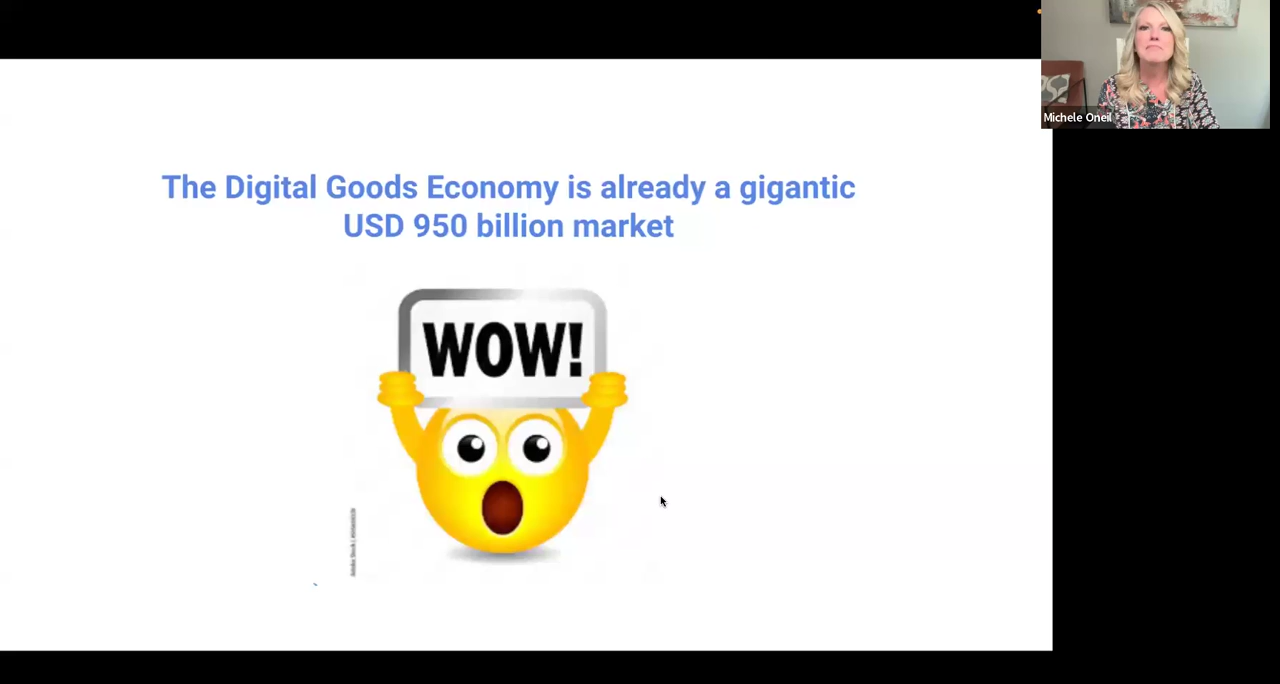 Michele Oneil
The Digital Goods Economy is already a gigantic
USD 950 billion market
WOW!